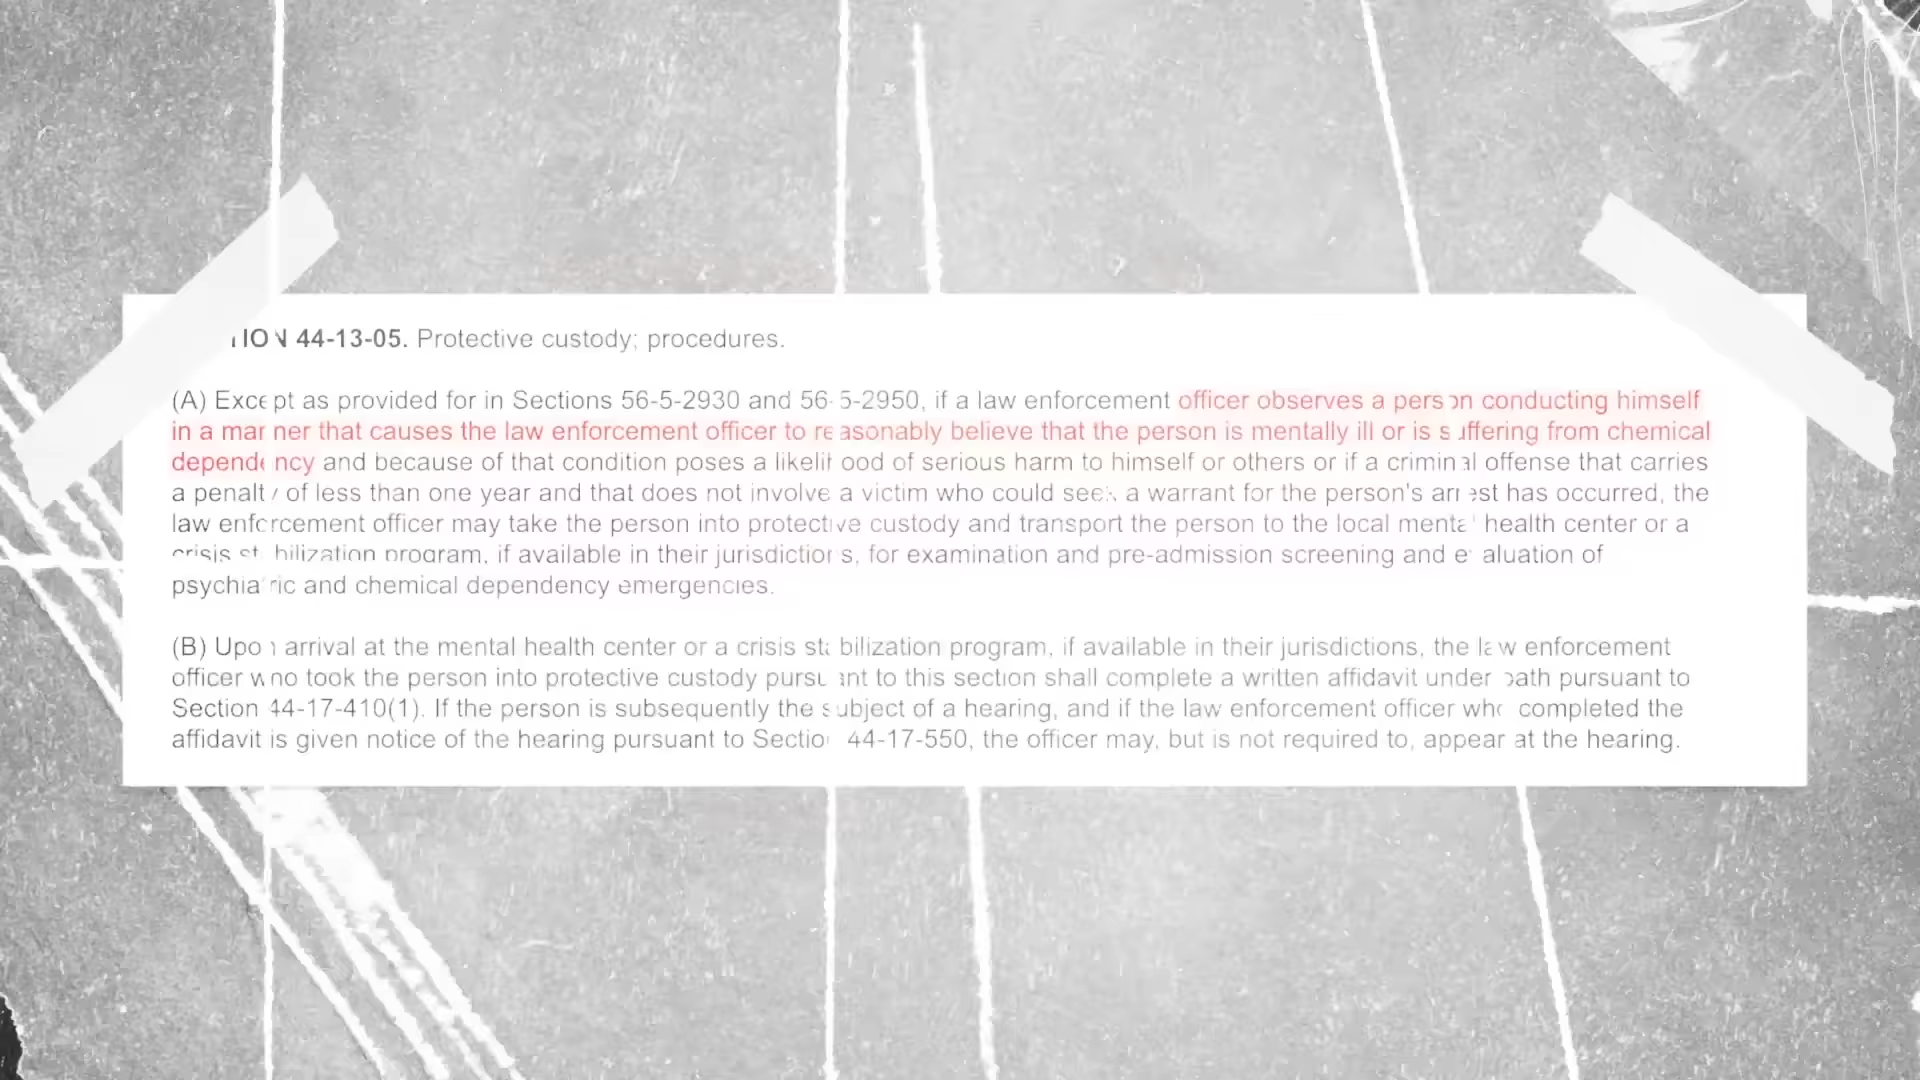 TION 44-13-05. Protective custody; procedures.
(A) Except as provided for in Sections 56-5-2930 and 56-5-2950, if a law enforcement officer observes a person conducting himself
in a manner that causes the law enforcement officer to reasonably believe that the person is mentally ill or is suffering from chemical
dependency and because of that condition poses a likelihood of serious harm to himself or others or if a criminal offense that carries
a penalty of less than one year and that does not involve a victim who could seek a warrant for the person's arrest has occurred, the
law enforcement officer may take the person into protective custody and transport the person to the local mental health center or a
crisis stabilization program, if available in their jurisdictions, for examination and pre-admission screening and evaluation of
psychiatric and chemical dependency emergencies.
(B) Upon arrival at the mental health center or a crisis stabilization program, if available in their jurisdictions, the law enforcement
officer who took the person into protective custody pursuant to this section shall complete a written affidavit under oath pursuant to
Section 44-17-410(1). If the person is subsequently the subject of a hearing, and if the law enforcement officer who completed the
affidavit is given notice of the hearing pursuant to Section 44-17-550, the officer may, but is not required to, appear at the hearing.